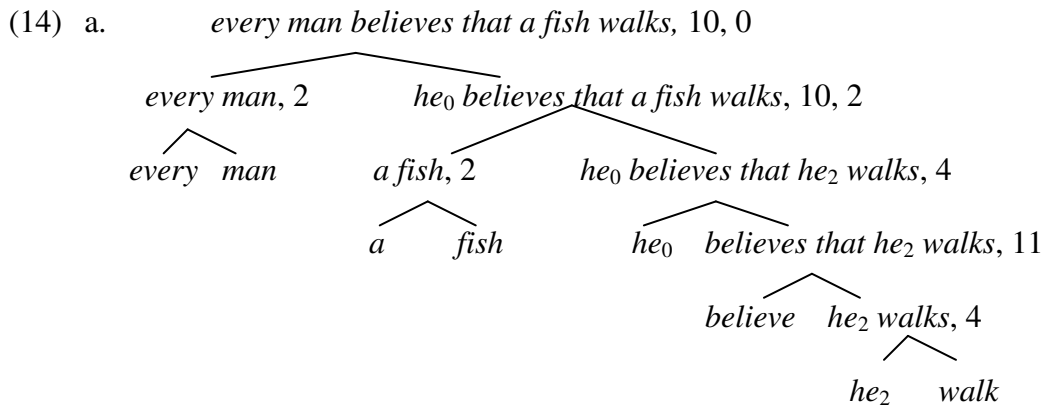 (14) a. every man believes that a fish walks, 10, 0
every man, 2 he₀ believes that a fish walks, 10, 2
every man a fish, 2 he₀ believes that he₂ walks, 4
a fish he₀ believes that he₂ walks, 11
believe he₂ walks, 4
he₂ walk